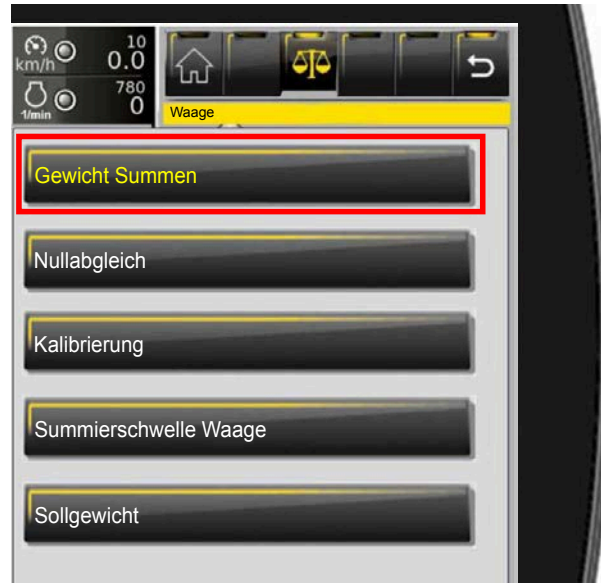 km/h 10
0.0
1/min 780
0
Waage
Gewicht Summen
Nullabgleich
Kalibrierung
Summierschwelle Waage
Sollgewicht